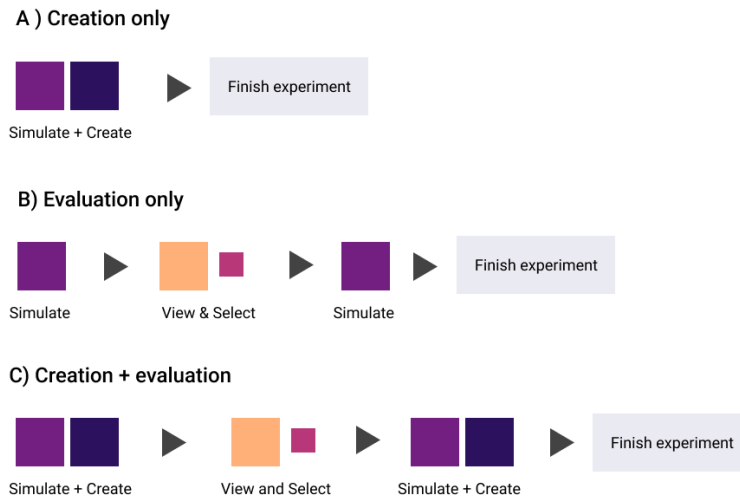 A ) Creation only
Finish experiment
Simulate + Create
B) Evaluation only
Finish experiment
Simulate View & Select Simulate
C) Creation + evaluation
Finish experiment
Simulate + Create View and Select Simulate + Create